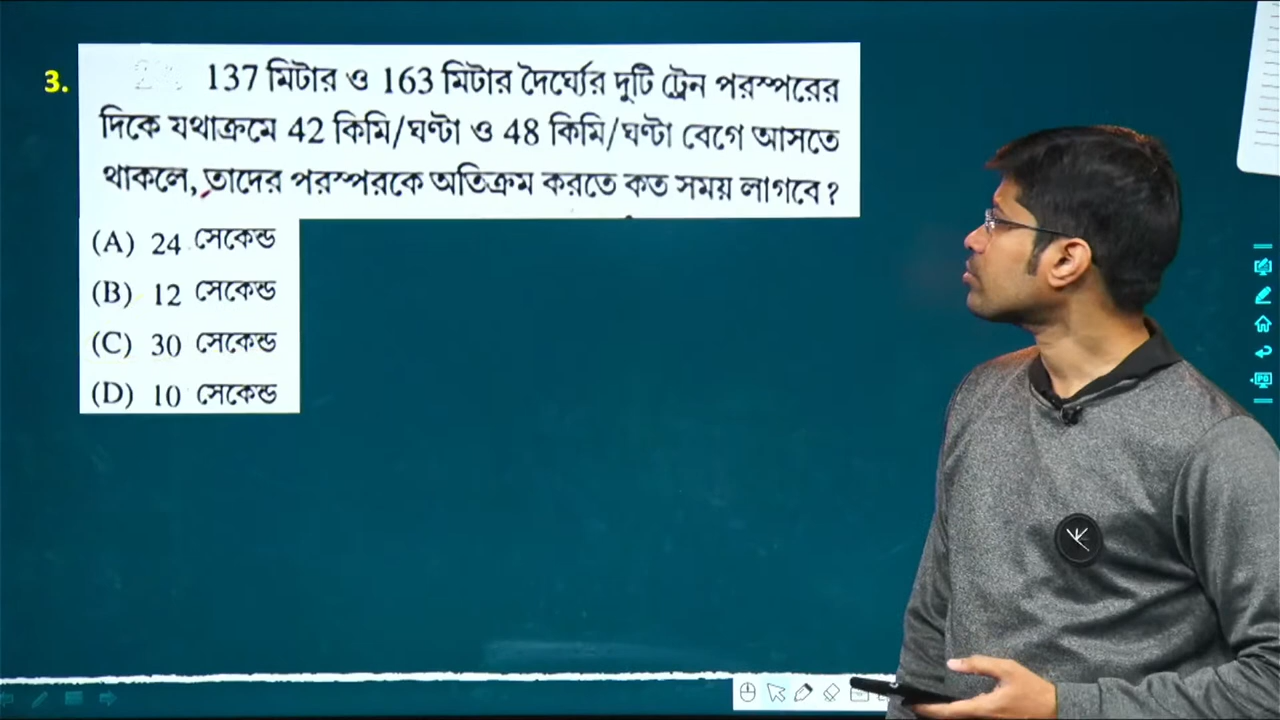 3.
137 মিটার ও 163 মিটার দৈর্ঘ্যের দুটি ট্রেন পরস্পরের
দিকে যথাক্রমে 42 কিমি/ঘণ্টা ও 48 কিমি/ঘণ্টা বেগে আসতে
থাকলে, তাদের পরস্পরকে অতিক্রম করতে কত সময় লাগবে ?
(A) 24 সেকেন্ড
(B) 12 সেকেন্ড
(C) 30 সেকেন্ড
(D) 10 সেকেন্ড